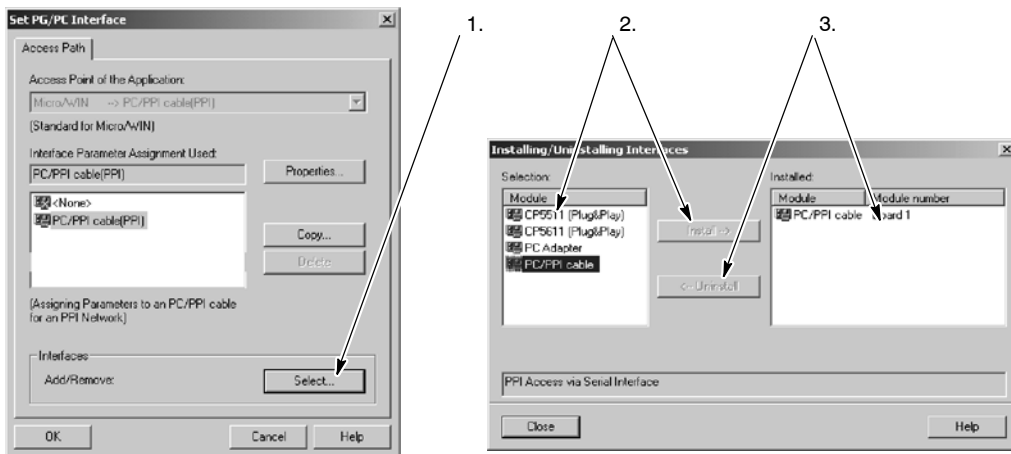 Set PG/PC Interface
1.
2.
3.
Access Path
Access Point of the Application:
Micro/WIN --> PC/PPI cable(PPI)
(Standard for Micro/WIN)
Interface Parameter Assignment Used:
PC/PPI cable(PPI)
Properties...
<None>
PC/PPI cable(PPI)
Copy...
Delete
(Assigning Parameters to an PC/PPI cable
for an PPI Network)
Interfaces
Add/Remove:
Select...
OK
Cancel
Help
Installing/Uninstalling Interfaces
Selection:
Installed:
Module
Module
Module number
CP5511 (Plug&Play)
CP5611 (Plug&Play)
PC Adapter
PC/PPI cable
Install -->
<-- Uninstall
PC/PPI cable
Board 1
PPI Access via Serial Interface
Close
Help